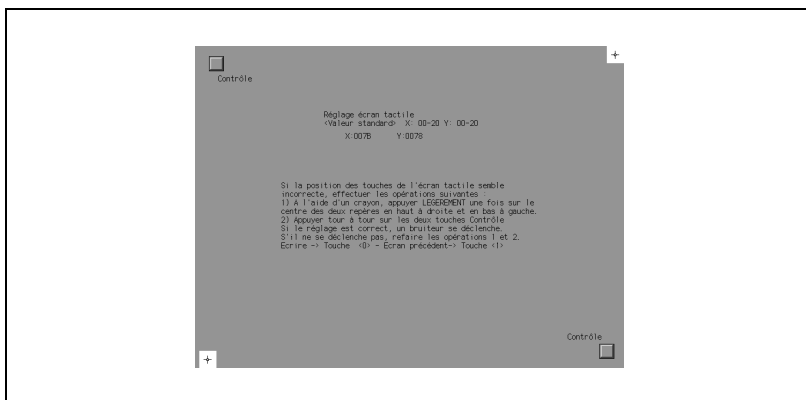 Contrôle
Réglage écran tactile
<Valeur standard> X: 00-20 Y: 00-20
X:007B Y:0078
Si la position des touches de l'écran tactile semble
incorrecte, effectuer les opérations suivantes :
1) A l'aide d'un crayon, appuyer LEGEREMENT une fois sur le
centre des deux repères en haut à droite et en bas à gauche.
2) Appuyer tour à tour sur les deux touches Contrôle
Si le réglage est correct, un bruiteur se déclenche.
S'il ne se déclenche pas, refaire les opérations 1 et 2.
Ecrire -> Touche <0> - Ecran précédent-> Touche <1>
Contrôle